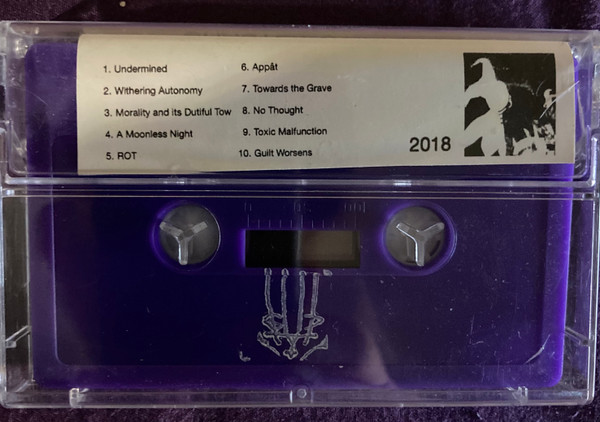 1. Undermined
2. Withering Autonomy
3. Morality and its Dutiful Tow
4. A Moonless Night
5. ROT
6. Appåt
7. Towards the Grave
8. No Thought
9. Toxic Malfunction
10. Guilt Worsens
2018